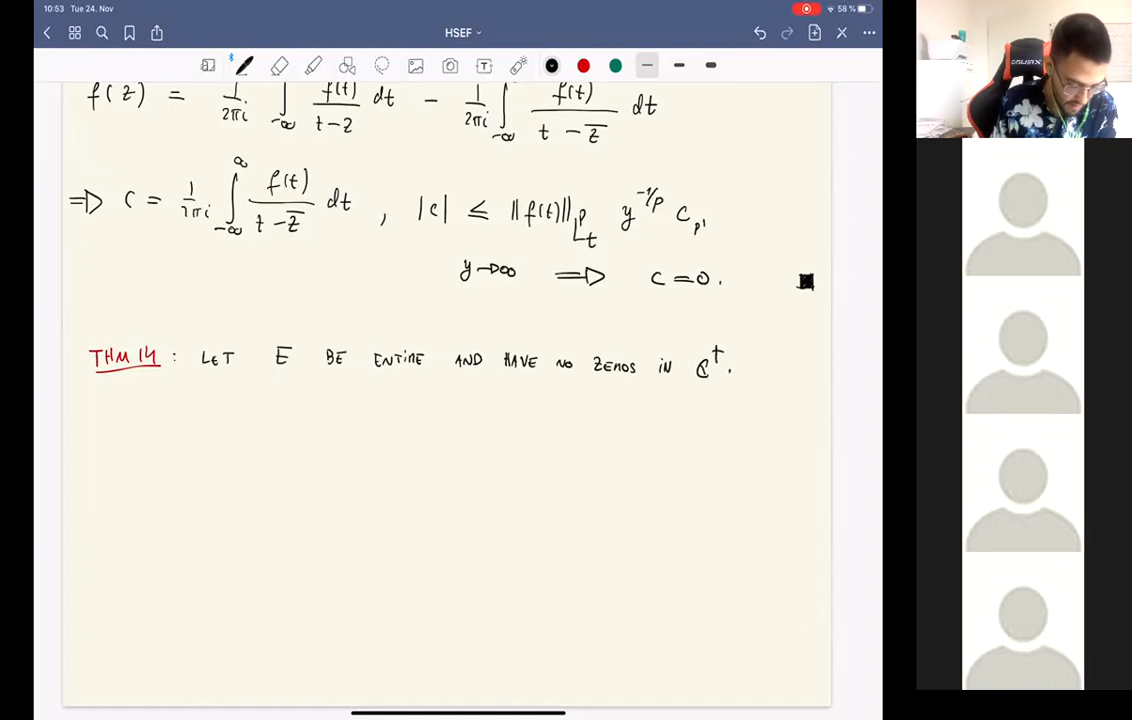 10:53 Tue 24. Nov
58 %
HSEF
f(z) = 1/2πi ∫_{-∞} f(t)/(t-z) dt - 1/2πi ∫_{-∞} f(t)/(t-z̄) dt
⇒ C = 1/2πi ∫_{-∞}^{∞} f(t)/(t-z̄) dt , |C| ≤ ||f(t)||_{L^p_t} y^{-1/p} C_{p'}
y→∞ ⇒ C = 0. ■
THM 14 : LET E BE ENTIRE AND HAVE NO ZEROS IN ℂ⁺.